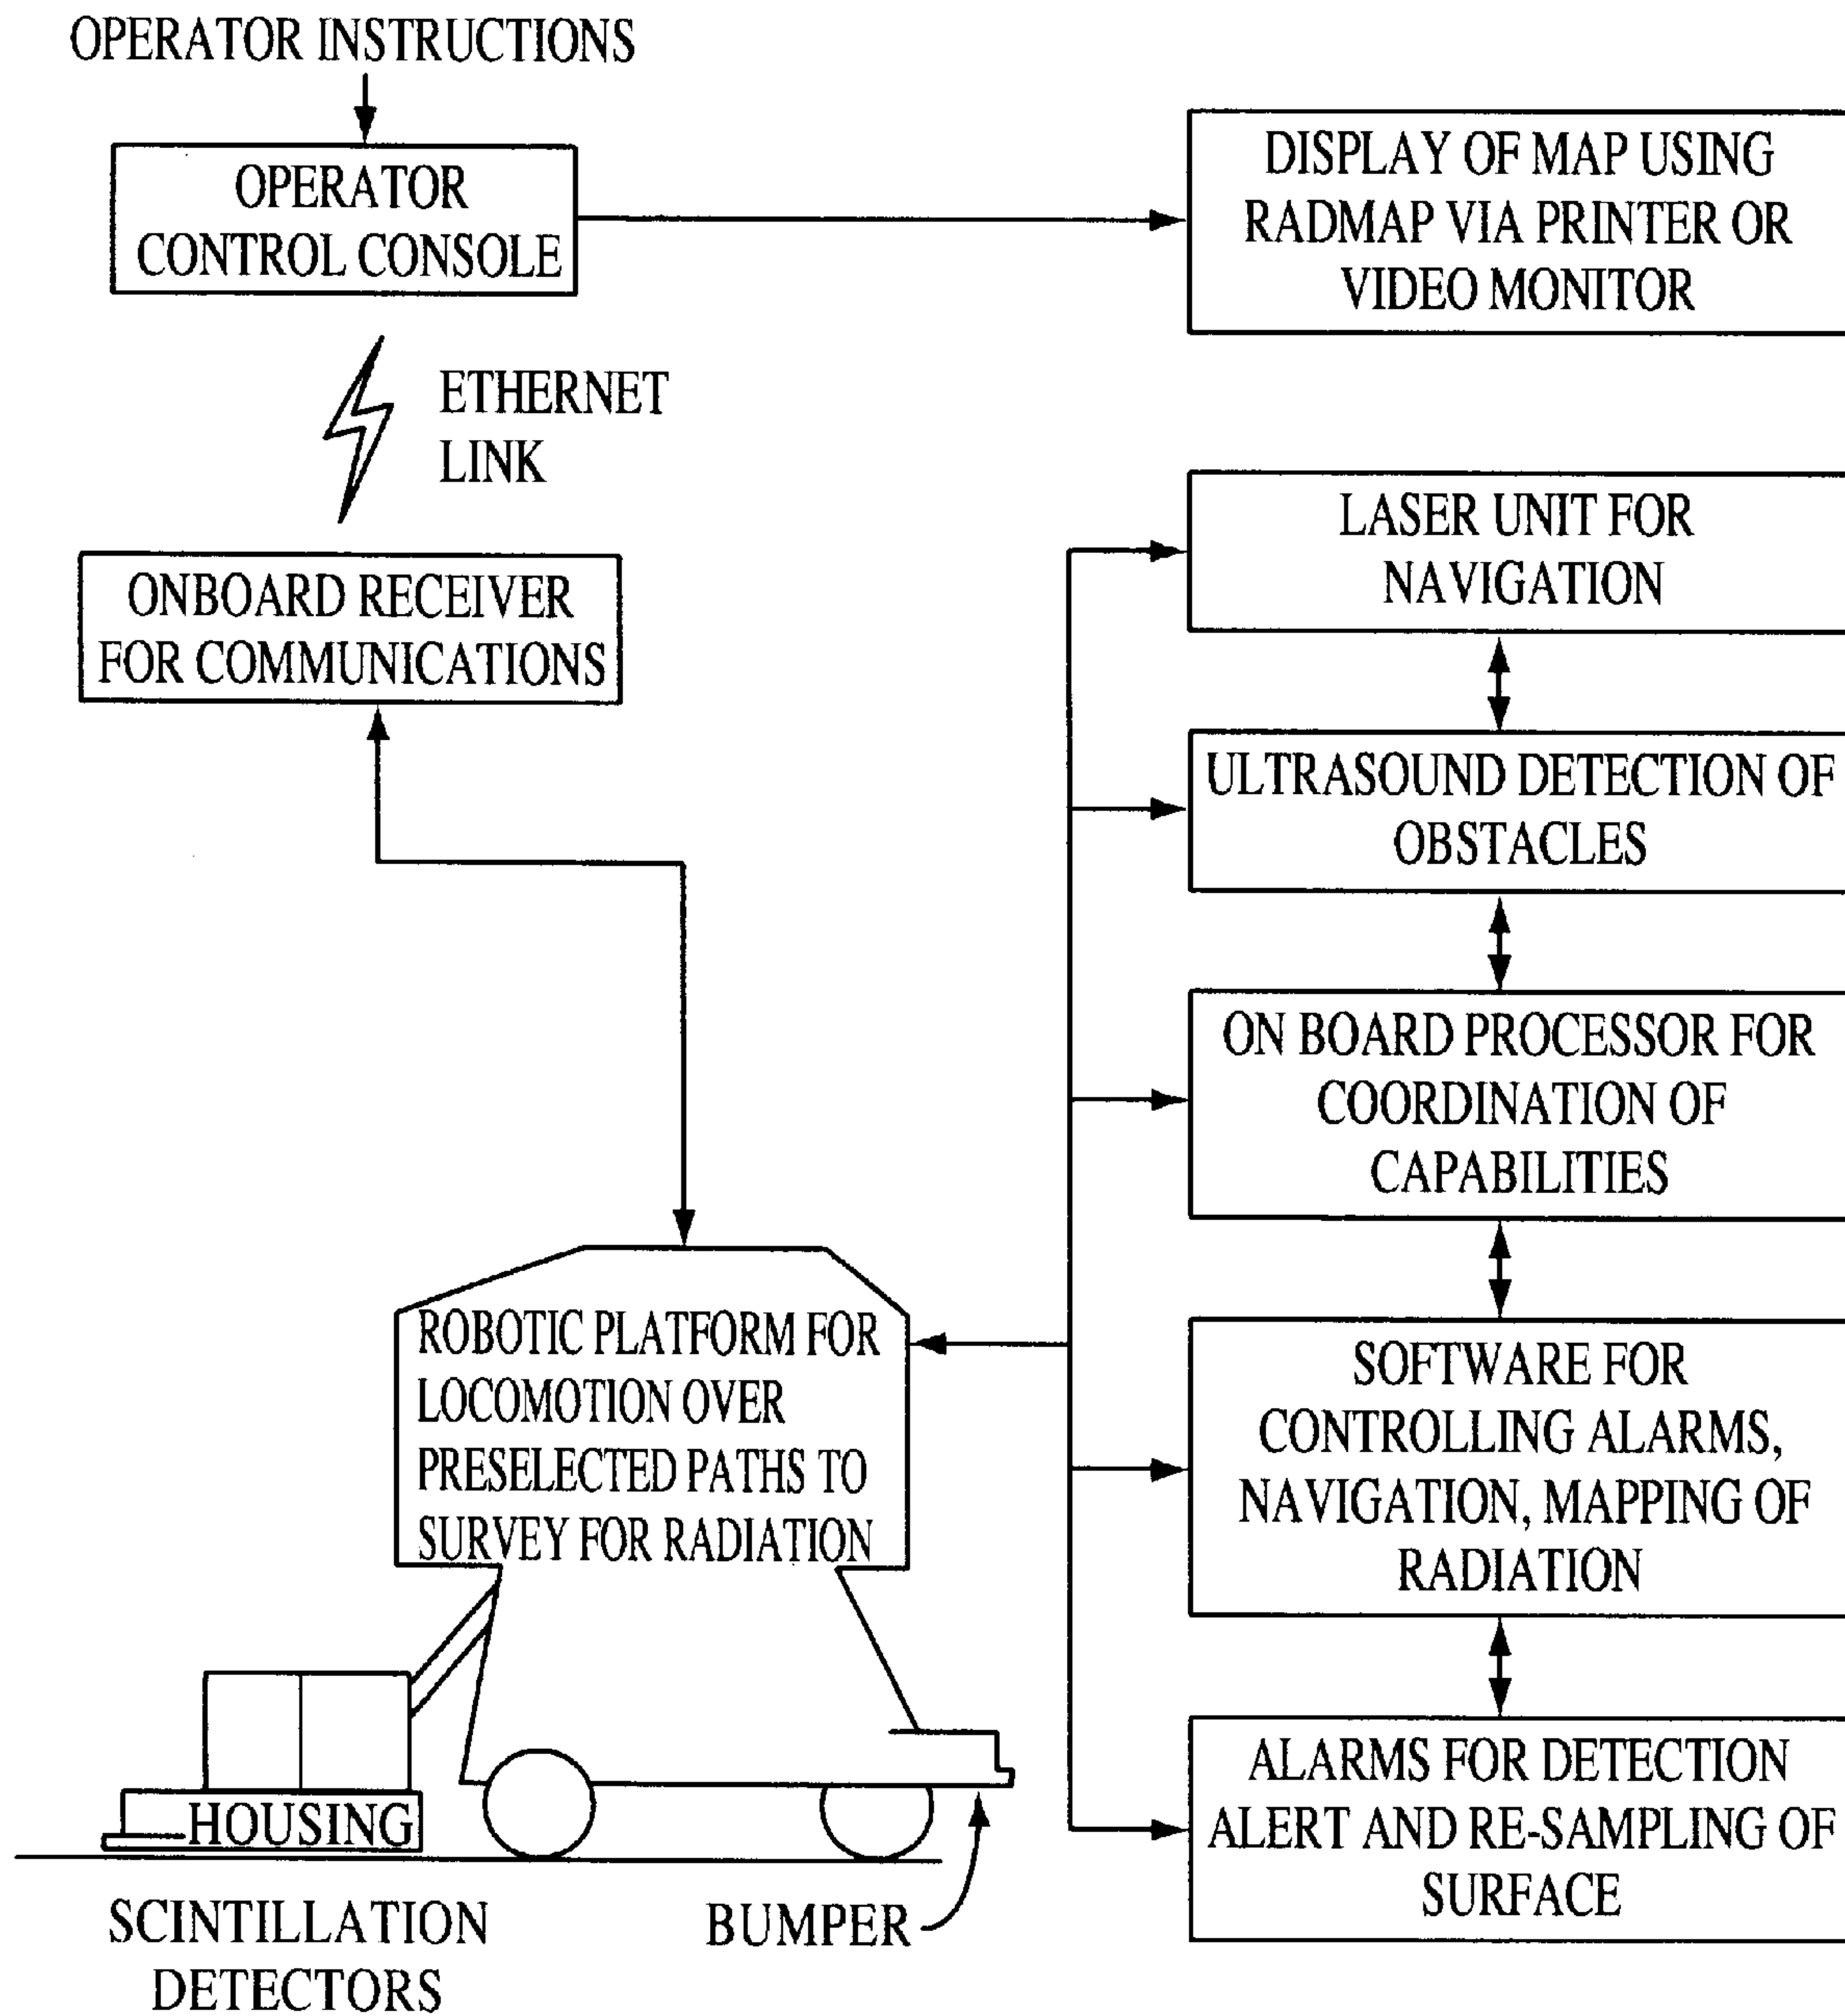 OPERATOR INSTRUCTIONS
OPERATOR
CONTROL CONSOLE
DISPLAY OF MAP USING
RADMAP VIA PRINTER OR
VIDEO MONITOR
ETHERNET
LINK
ONBOARD RECEIVER
FOR COMMUNICATIONS
LASER UNIT FOR
NAVIGATION
ULTRASOUND DETECTION OF
OBSTACLES
ON BOARD PROCESSOR FOR
COORDINATION OF
CAPABILITIES
ROBOTIC PLATFORM FOR
LOCOMOTION OVER
PRESELECTED PATHS TO
SURVEY FOR RADIATION
SOFTWARE FOR
CONTROLLING ALARMS,
NAVIGATION, MAPPING OF
RADIATION
ALARMS FOR DETECTION
ALERT AND RE-SAMPLING OF
SURFACE
HOUSING
SCINTILLATION
DETECTORS
BUMPER